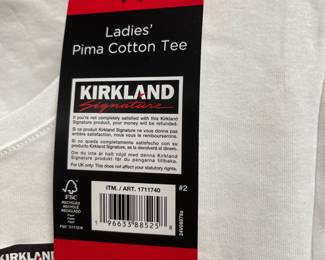 Ladies'
Pima Cotton Tee
KIRKLAND
Signature
If you're not completely satisfied with this Kirkland
Signature product, your money will be refunded.
Si ce produit Kirkland Signature ne vous donne pas
entière satisfaction, nous vous le rembourserons.
Si no queda completamente satisfecho con este
producto Kirkland Signature, se le devolverá su dinero.
Om du inte är helt nöjd med denna
Kirkland Signature produkt får du pengarna tillbaka.
For UK only: This does not affect your statutory rights.
FSC
RECYCLED
ITM. / ART. 1711740
#2
1 96633 88525